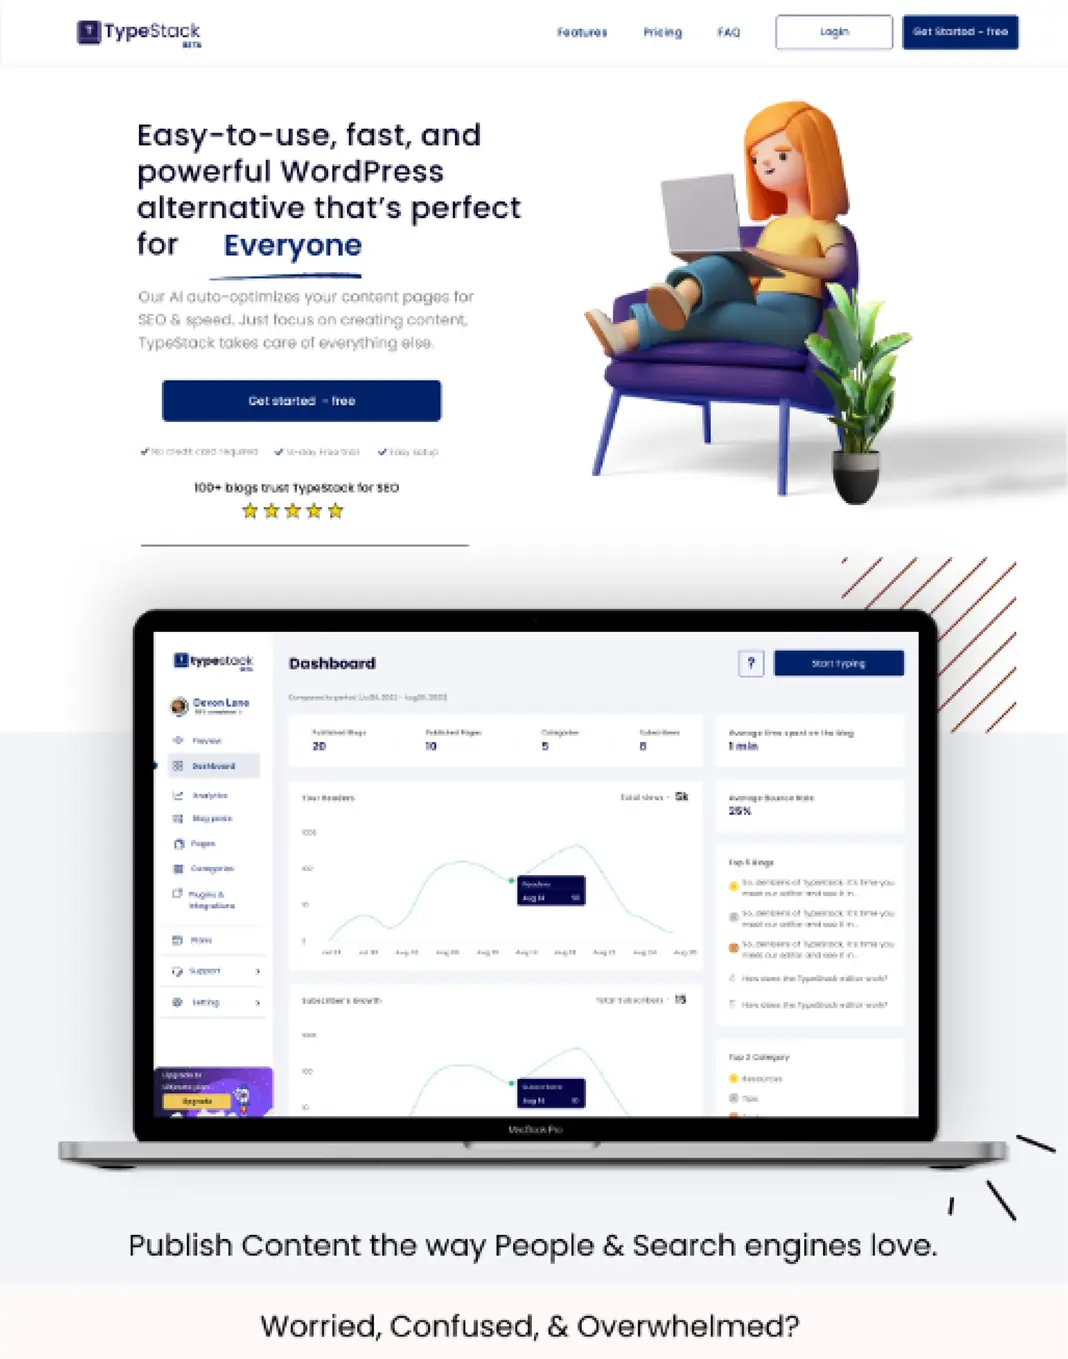 TypeStack
BETA
Features
Pricing
FAQ
Login
Get Started - free
Easy-to-use, fast, and
powerful WordPress
alternative that's perfect
for Everyone
Our AI auto-optimizes your content pages for
SEO & speed. Just focus on creating content,
TypeStack takes care of everything else.
Get started - free
No credit card required
14-day Free trial
Easy setup
100+ blogs trust TypeStack for SEO
typestack
BETA
Dashboard
?
Start Typing
Devon Lane
Preview
Dashboard
Analytics
Blog posts
Pages
Categories
Plugins &
Integrations
Plans
Support
Setting
Upgrade to
Ultimate plan
Upgrade
Published Blogs
20
Published Pages
10
Categories
5
Subscribers
8
Average time spent on the blog
1 min
Average Bounce Rate
25%
Your Readers
Total views - 5k
1000
100
10
1
Readers
Aug 14
Top 5 Blogs
So, denizens of TypeStack, it's time you
meet our editor and see it in..
So, denizens of TypeStack, it's time you
meet our editor and see it in..
So, denizens of TypeStack, it's time you
meet our editor and see it in..
How does the TypeStack editor work?
How does the TypeStack editor work?
Subscriber's Growth
Total Subscribers - 15
1000
100
10
Subscribers
Aug 14
Top 3 Category
Resources
Tips
MacBook Pro
Publish Content the way People & Search engines love.
Worried, Confused, & Overwhelmed?